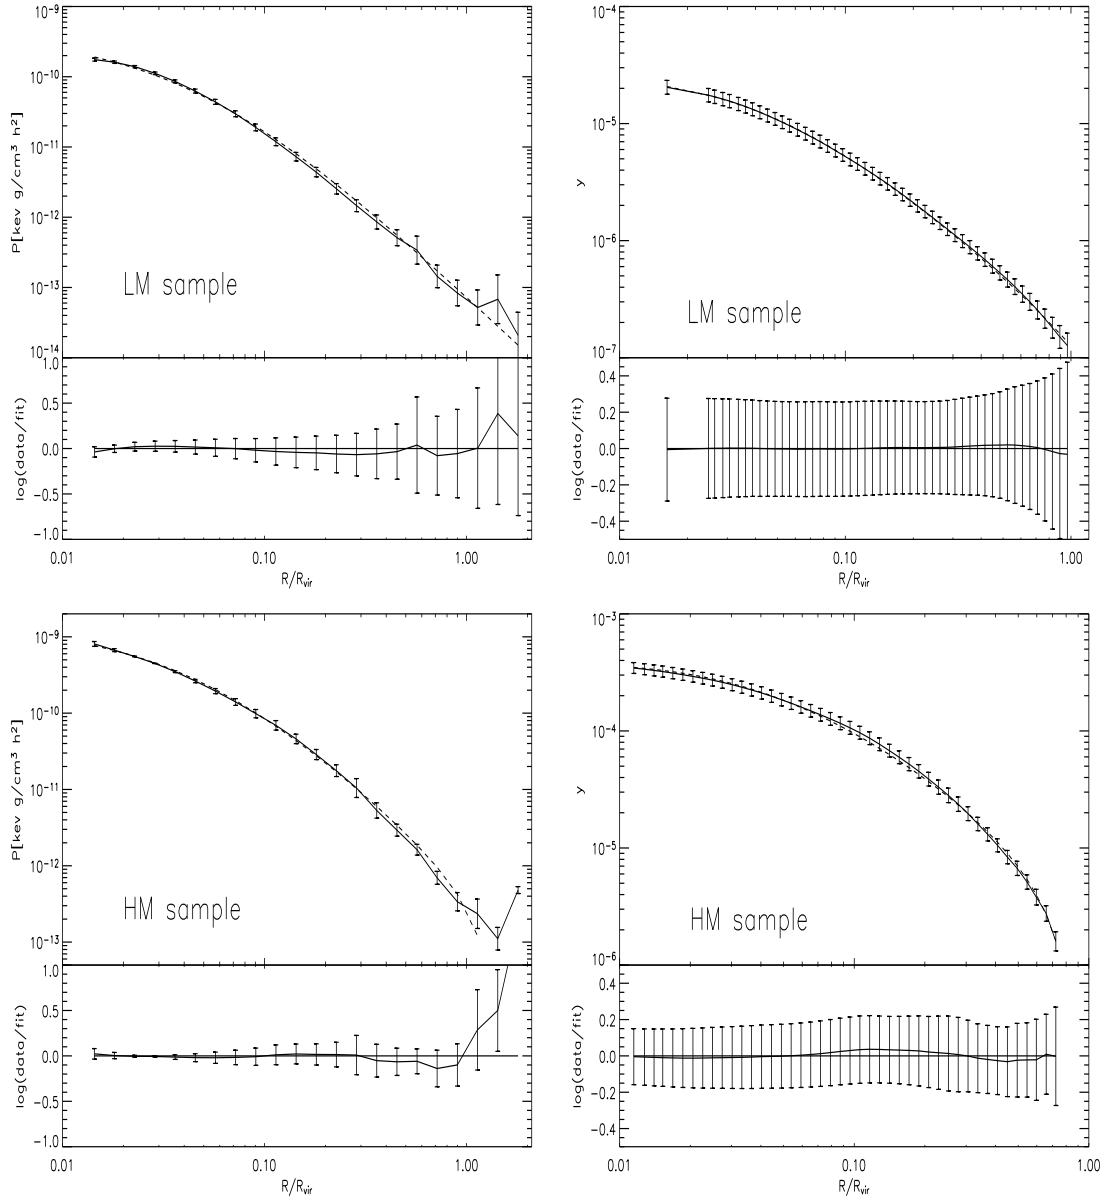 10⁻⁹
10⁻¹⁰
10⁻¹¹
10⁻¹²
10⁻¹³
10⁻¹⁴
P[kev g/cm³ h²]
LM sample
1.0
0.5
0.0
−0.5
−1.0
log(data/fit)
0.01 0.10 1.00
R/Rvir
10⁻⁴
10⁻⁵
10⁻⁶
10⁻⁷
y
LM sample
0.4
0.2
0.0
−0.2
−0.4
log(data/fit)
0.01 0.10 1.00
R/Rvir
10⁻⁹
10⁻¹⁰
10⁻¹¹
10⁻¹²
10⁻¹³
P[kev g/cm³ h²]
HM sample
1.0
0.5
0.0
−0.5
−1.0
log(data/fit)
0.01 0.10 1.00
R/Rvir
10⁻³
10⁻⁴
10⁻⁵
10⁻⁶
y
HM sample
0.4
0.2
0.0
−0.2
−0.4
log(data/fit)
0.01 0.10 1.00
R/Rvir